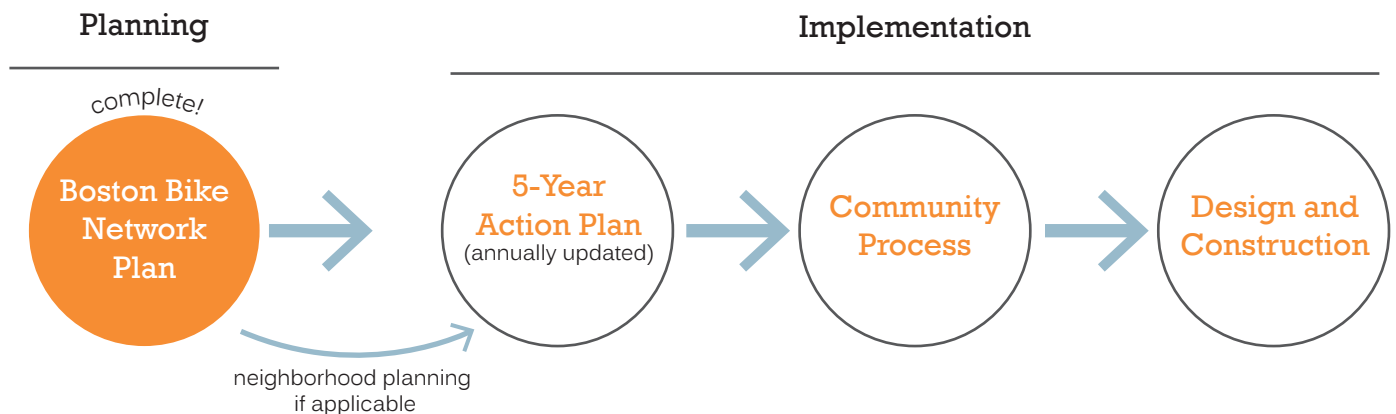 Planning
Implementation
complete!
Boston Bike
Network
Plan
5-Year
Action Plan
(annually updated)
Community
Process
Design and
Construction
neighborhood planning
if applicable